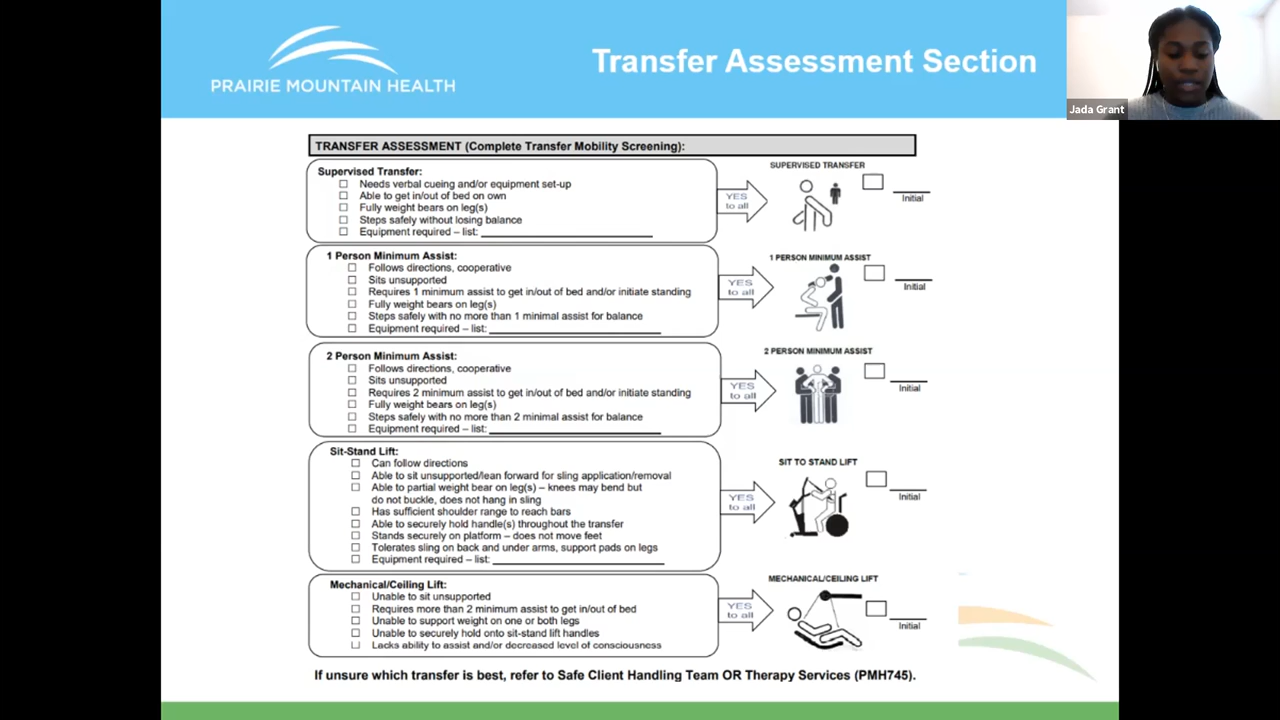 PRAIRIE MOUNTAIN HEALTH
Transfer Assessment Section
Jada Grant
TRANSFER ASSESSMENT (Complete Transfer Mobility Screening):
Supervised Transfer:
☐ Needs verbal cueing and/or equipment set-up
☐ Able to get in/out of bed on own
☐ Fully weight bears on leg(s)
☐ Steps safely without losing balance
☐ Equipment required – list: ______
YES
to all
SUPERVISED TRANSFER
Initial
1 Person Minimum Assist:
☐ Follows directions, cooperative
☐ Sits unsupported
☐ Requires 1 minimum assist to get in/out of bed and/or initiate standing
☐ Fully weight bears on leg(s)
☐ Steps safely with no more than 1 minimal assist for balance
☐ Equipment required – list: ______
YES
to all
1 PERSON MINIMUM ASSIST
Initial
2 Person Minimum Assist:
☐ Follows directions, cooperative
☐ Sits unsupported
☐ Requires 2 minimum assist to get in/out of bed and/or initiate standing
☐ Fully weight bears on leg(s)
☐ Steps safely with no more than 2 minimal assist for balance
☐ Equipment required – list: ______
YES
to all
2 PERSON MINIMUM ASSIST
Initial
Sit-Stand Lift:
☐ Can follow directions
☐ Able to sit unsupported/lean forward for sling application/removal
☐ Able to partial weight bear on leg(s) – knees may bend but
do not buckle, does not hang in sling
☐ Has sufficient shoulder range to reach bars
☐ Able to securely hold handle(s) throughout the transfer
☐ Stands securely on platform – does not move feet
☐ Tolerates sling on back and under arms, support pads on legs
☐ Equipment required – list: ______
YES
to all
SIT TO STAND LIFT
Initial
Mechanical/Ceiling Lift:
☐ Unable to sit unsupported
☐ Requires more than 2 minimum assist to get in/out of bed
☐ Unable to support weight on one or both legs
☐ Unable to securely hold onto sit-stand lift handles
☐ Lacks ability to assist and/or decreased level of consciousness
YES
to all
MECHANICAL/CEILING LIFT
Initial
If unsure which transfer is best, refer to Safe Client Handling Team OR Therapy Services (PMH745).